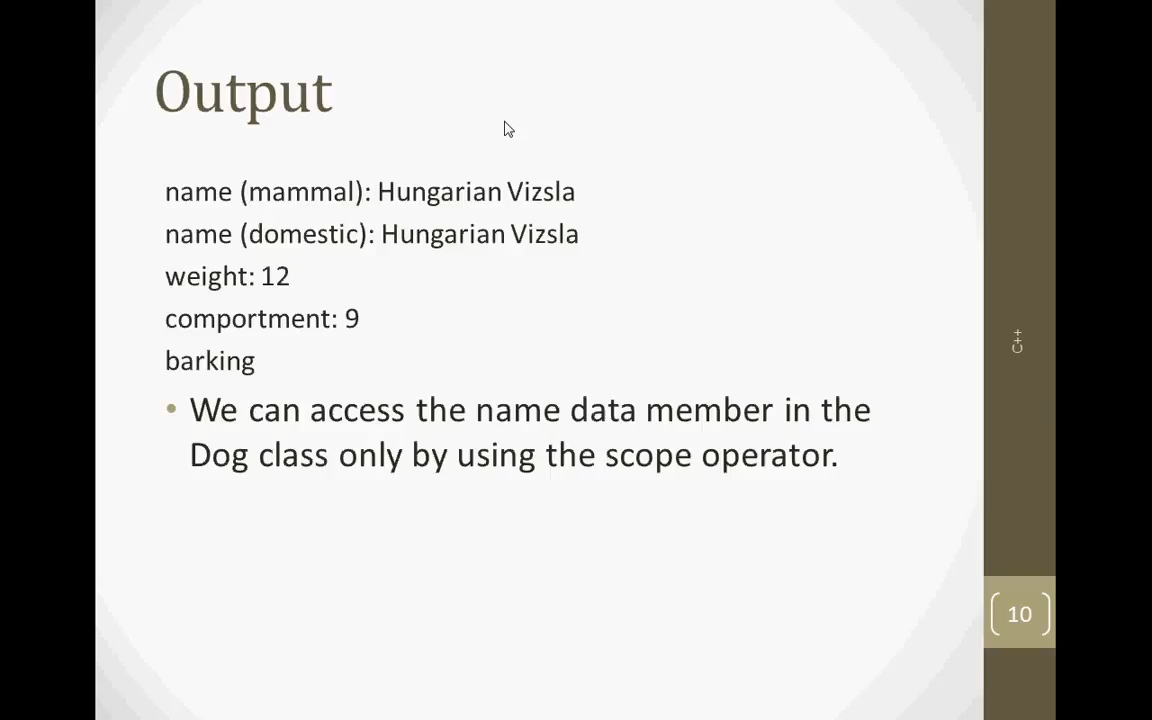 Output
name (mammal): Hungarian Vizsla
name (domestic): Hungarian Vizsla
weight: 12
comportment: 9
barking
• We can access the name data member in the
Dog class only by using the scope operator.
C++
10